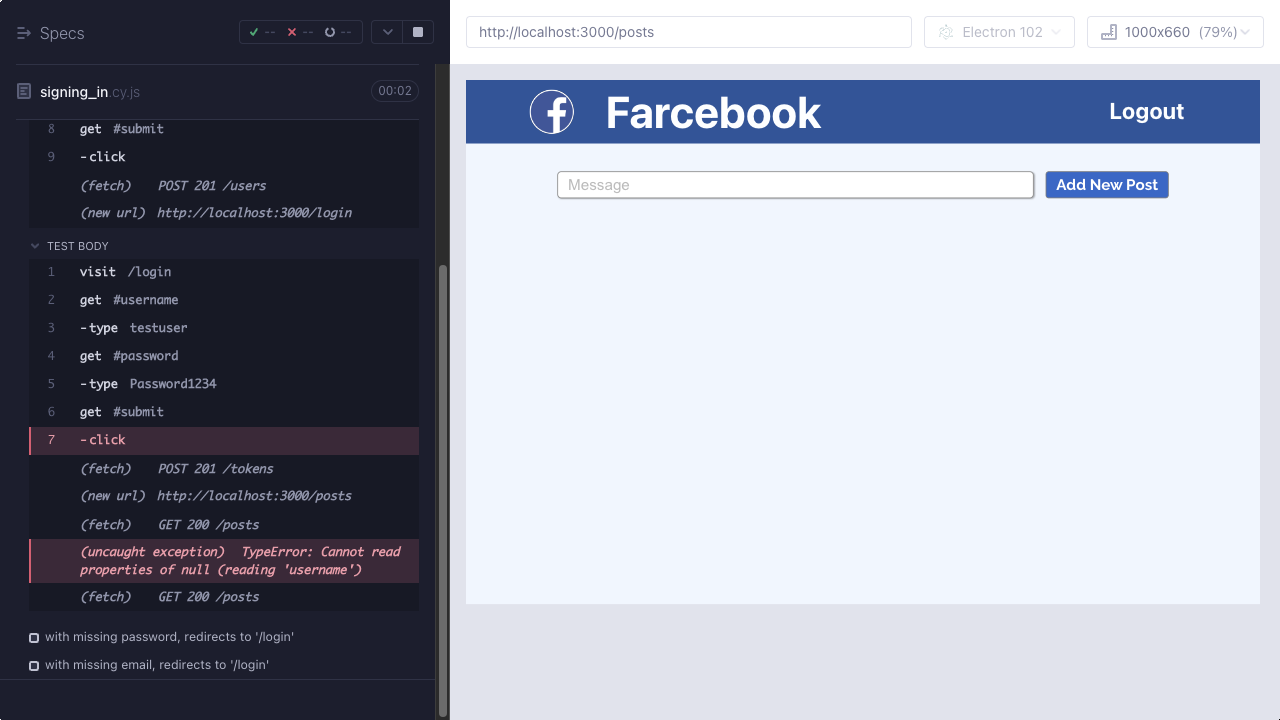 Specs
-- -- --
signing_in.cy.js 00:02
8 get #submit
9 -click
(fetch) POST 201 /users
(new url) http://localhost:3000/login
TEST BODY
1 visit /login
2 get #username
3 -type testuser
4 get #password
5 -type Password1234
6 get #submit
7 -click
(fetch) POST 201 /tokens
(new url) http://localhost:3000/posts
(fetch) GET 200 /posts
(uncaught exception) TypeError: Cannot read
properties of null (reading 'username')
(fetch) GET 200 /posts
with missing password, redirects to '/login'
with missing email, redirects to '/login'
http://localhost:3000/posts
Electron 102
1000x660 (79%)
f Farcebook
Logout
Message
Add New Post